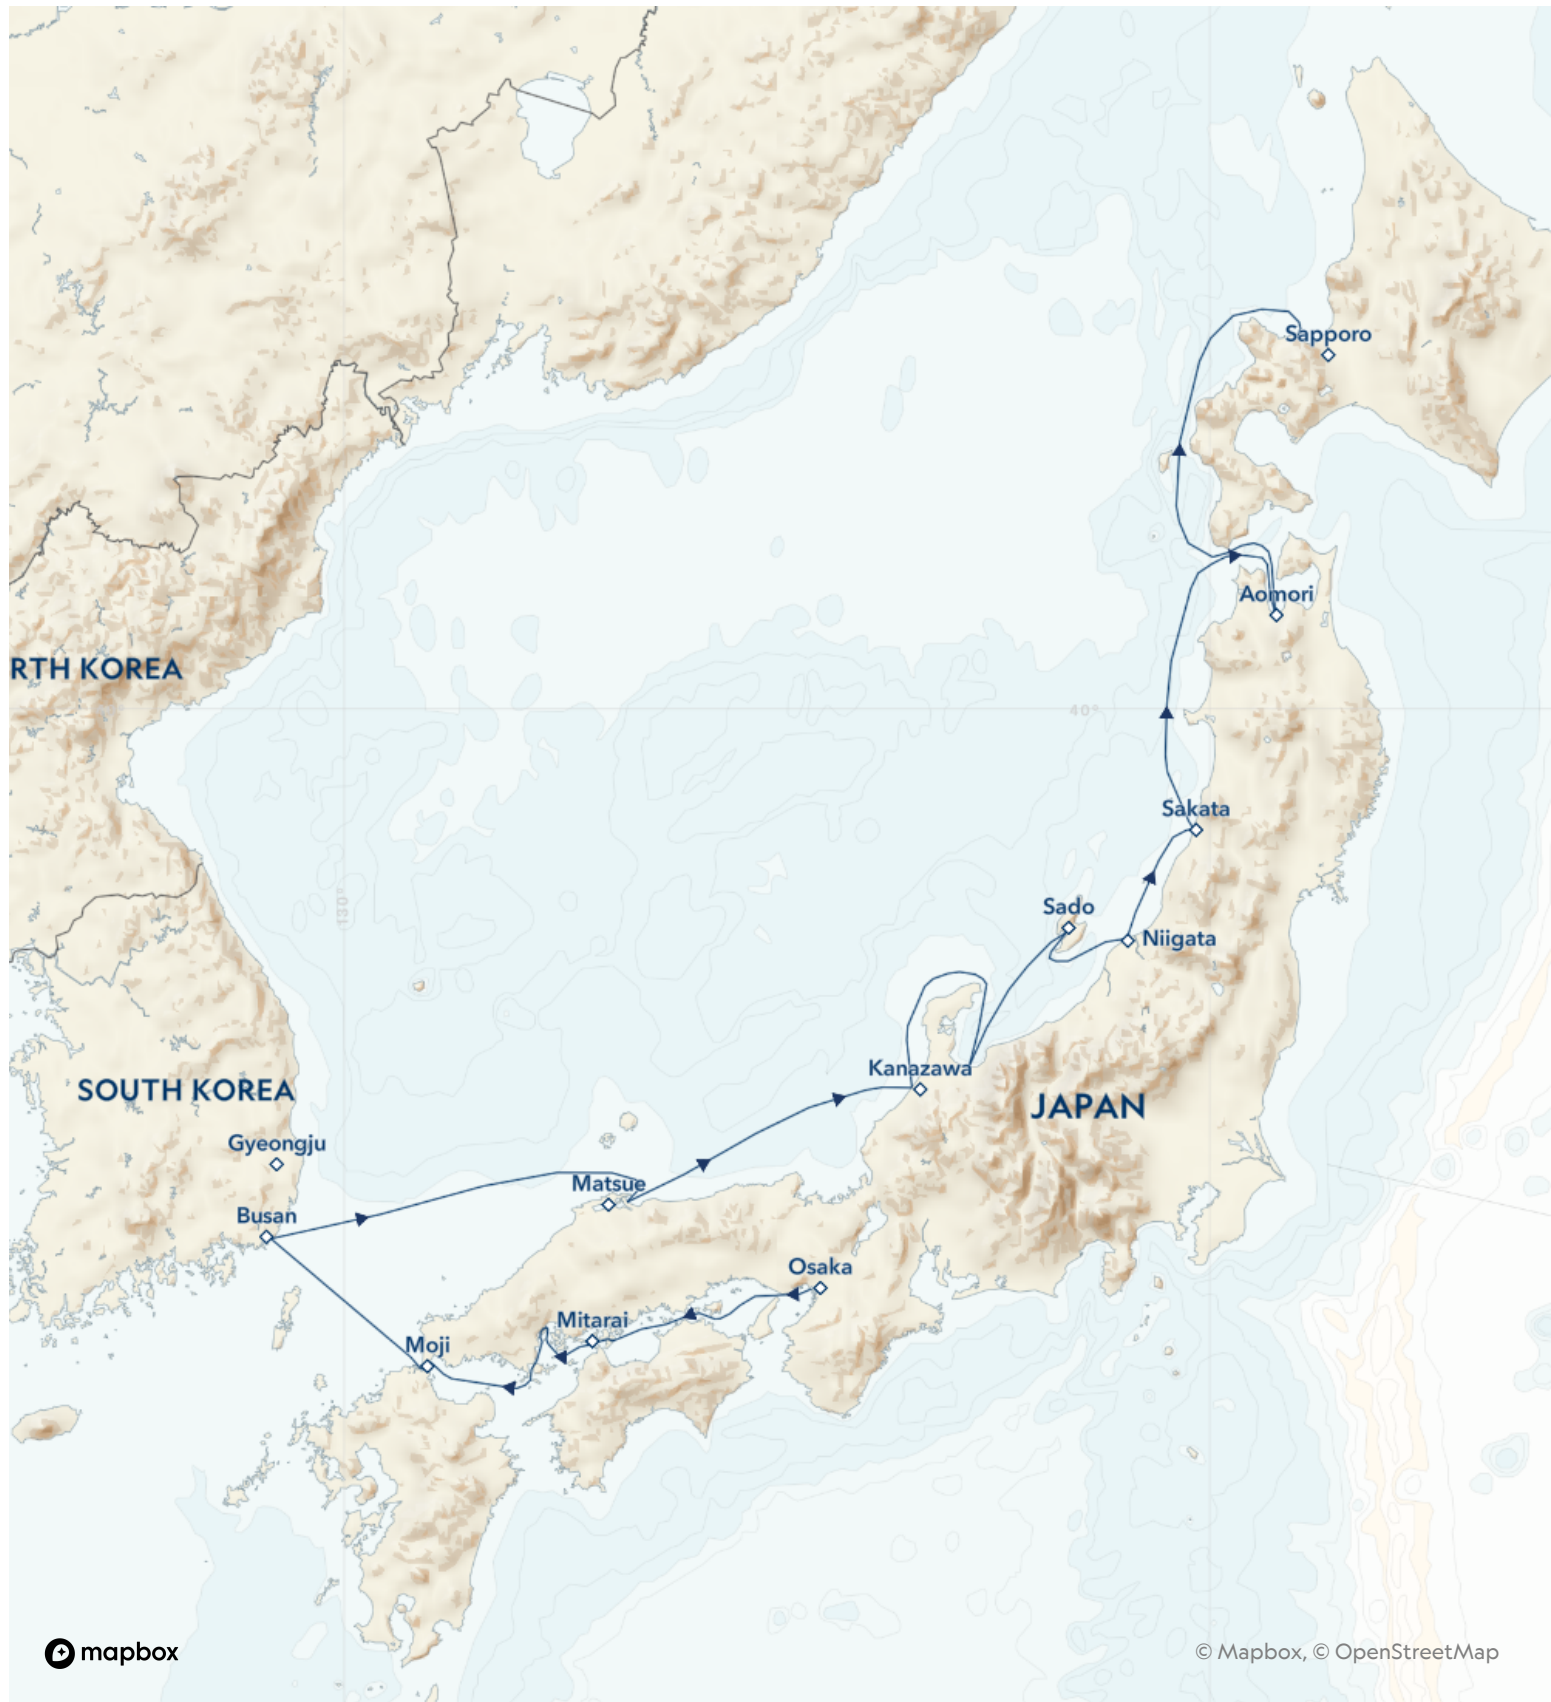 Sapporo
Aomori
RTH KOREA
40°
Sakata
130°
Sado
Niigata
Kanazawa
SOUTH KOREA
JAPAN
Gyeongju
Matsue
Busan
Osaka
Mitarai
Moji
mapbox
© Mapbox, © OpenStreetMap